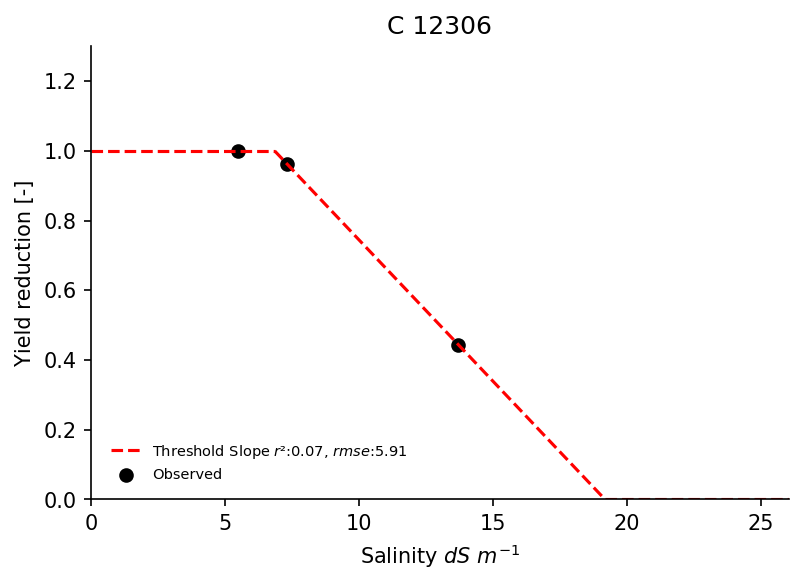 C 12306
1.2
1.0
0.8
0.6
0.4
0.2
0.0
Yield reduction [-]
Threshold Slope r²:0.07, rmse:5.91
Observed
0 5 10 15 20 25
Salinity dS m⁻¹